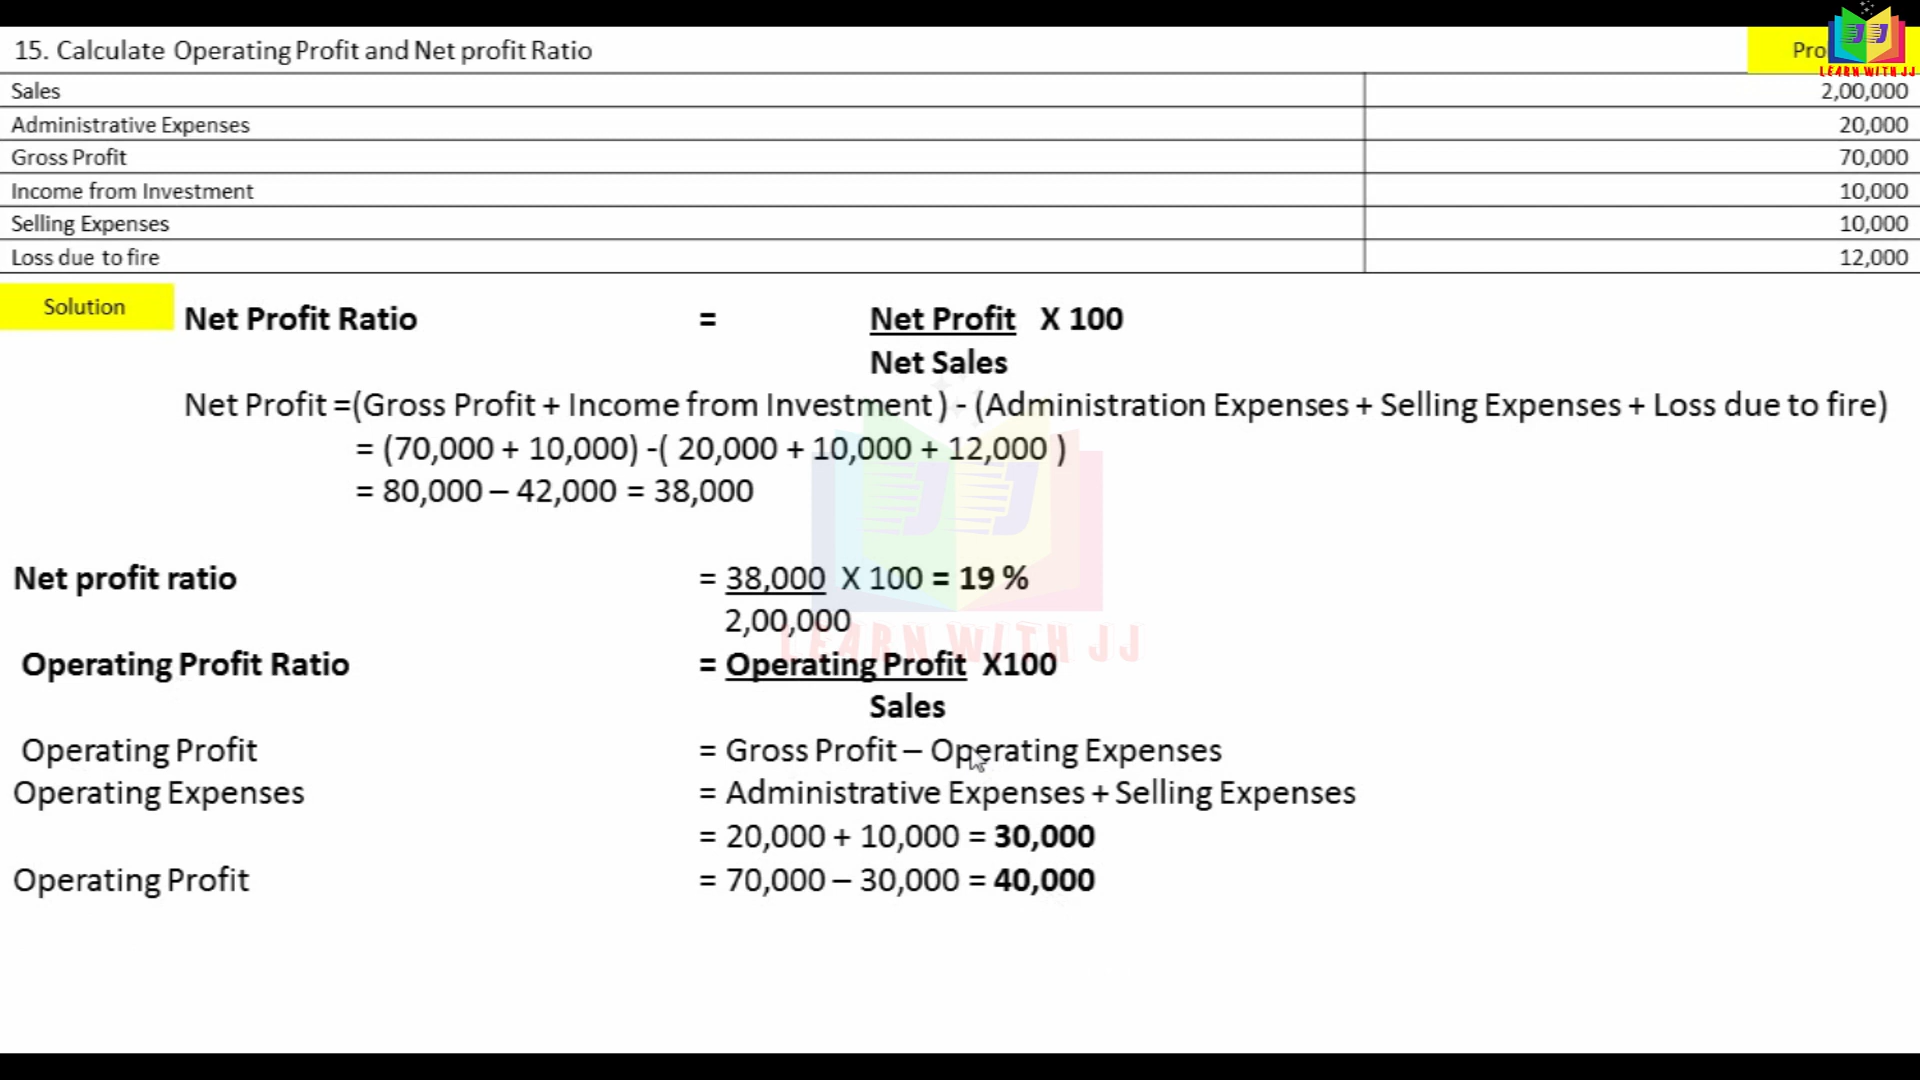 15. Calculate Operating Profit and Net profit Ratio
Pro
LEARN WITH JJ
Sales 2,00,000
Administrative Expenses 20,000
Gross Profit 70,000
Income from Investment 10,000
Selling Expenses 10,000
Loss due to fire 12,000
Solution
Net Profit Ratio = Net Profit X 100
Net Sales
Net Profit =(Gross Profit + Income from Investment ) - (Administration Expenses + Selling Expenses + Loss due to fire)
= (70,000 + 10,000) -( 20,000 + 10,000 + 12,000 )
= 80,000 – 42,000 = 38,000
JJ
Net profit ratio = 38,000 X 100 = 19 %
2,00,000
LEARN WITH JJ
Operating Profit Ratio = Operating Profit X100
Sales
Operating Profit = Gross Profit – Operating Expenses
Operating Expenses = Administrative Expenses + Selling Expenses
= 20,000 + 10,000 = 30,000
Operating Profit = 70,000 – 30,000 = 40,000